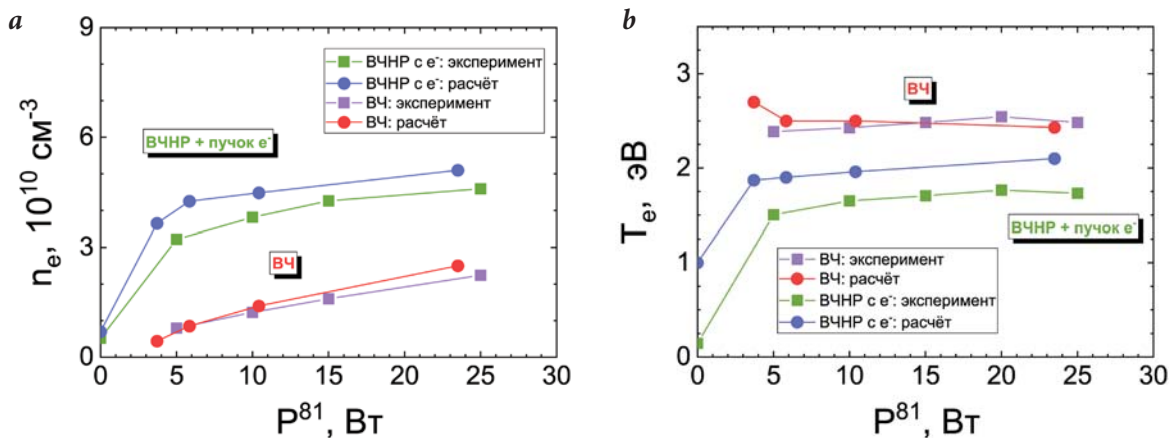 a
9
6
3
0
n_e, 10^10 см^-3
ВЧНР с e⁻: эксперимент
ВЧНР с e⁻: расчёт
ВЧ: эксперимент
ВЧ: расчёт
ВЧНР + пучок e⁻
ВЧ
0 5 10 15 20 25 30
P^81, Вт
b
3
2
1
0
T_e, эВ
ВЧ
ВЧНР + пучок e⁻
ВЧ: эксперимент
ВЧ: расчёт
ВЧНР с e⁻: эксперимент
ВЧНР с e⁻: расчёт
0 5 10 15 20 25 30
P^81, Вт